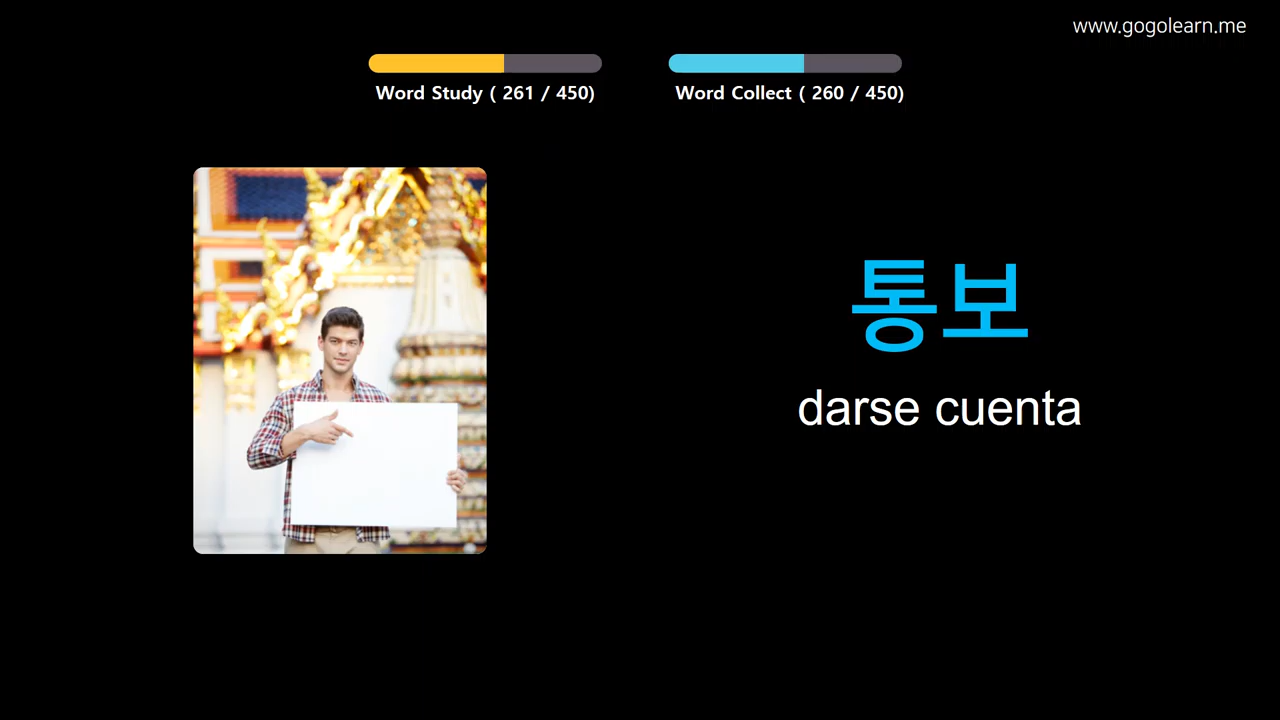 www.gogolearn.me
Word Study ( 261 / 450)
Word Collect ( 260 / 450)
통보
darse cuenta